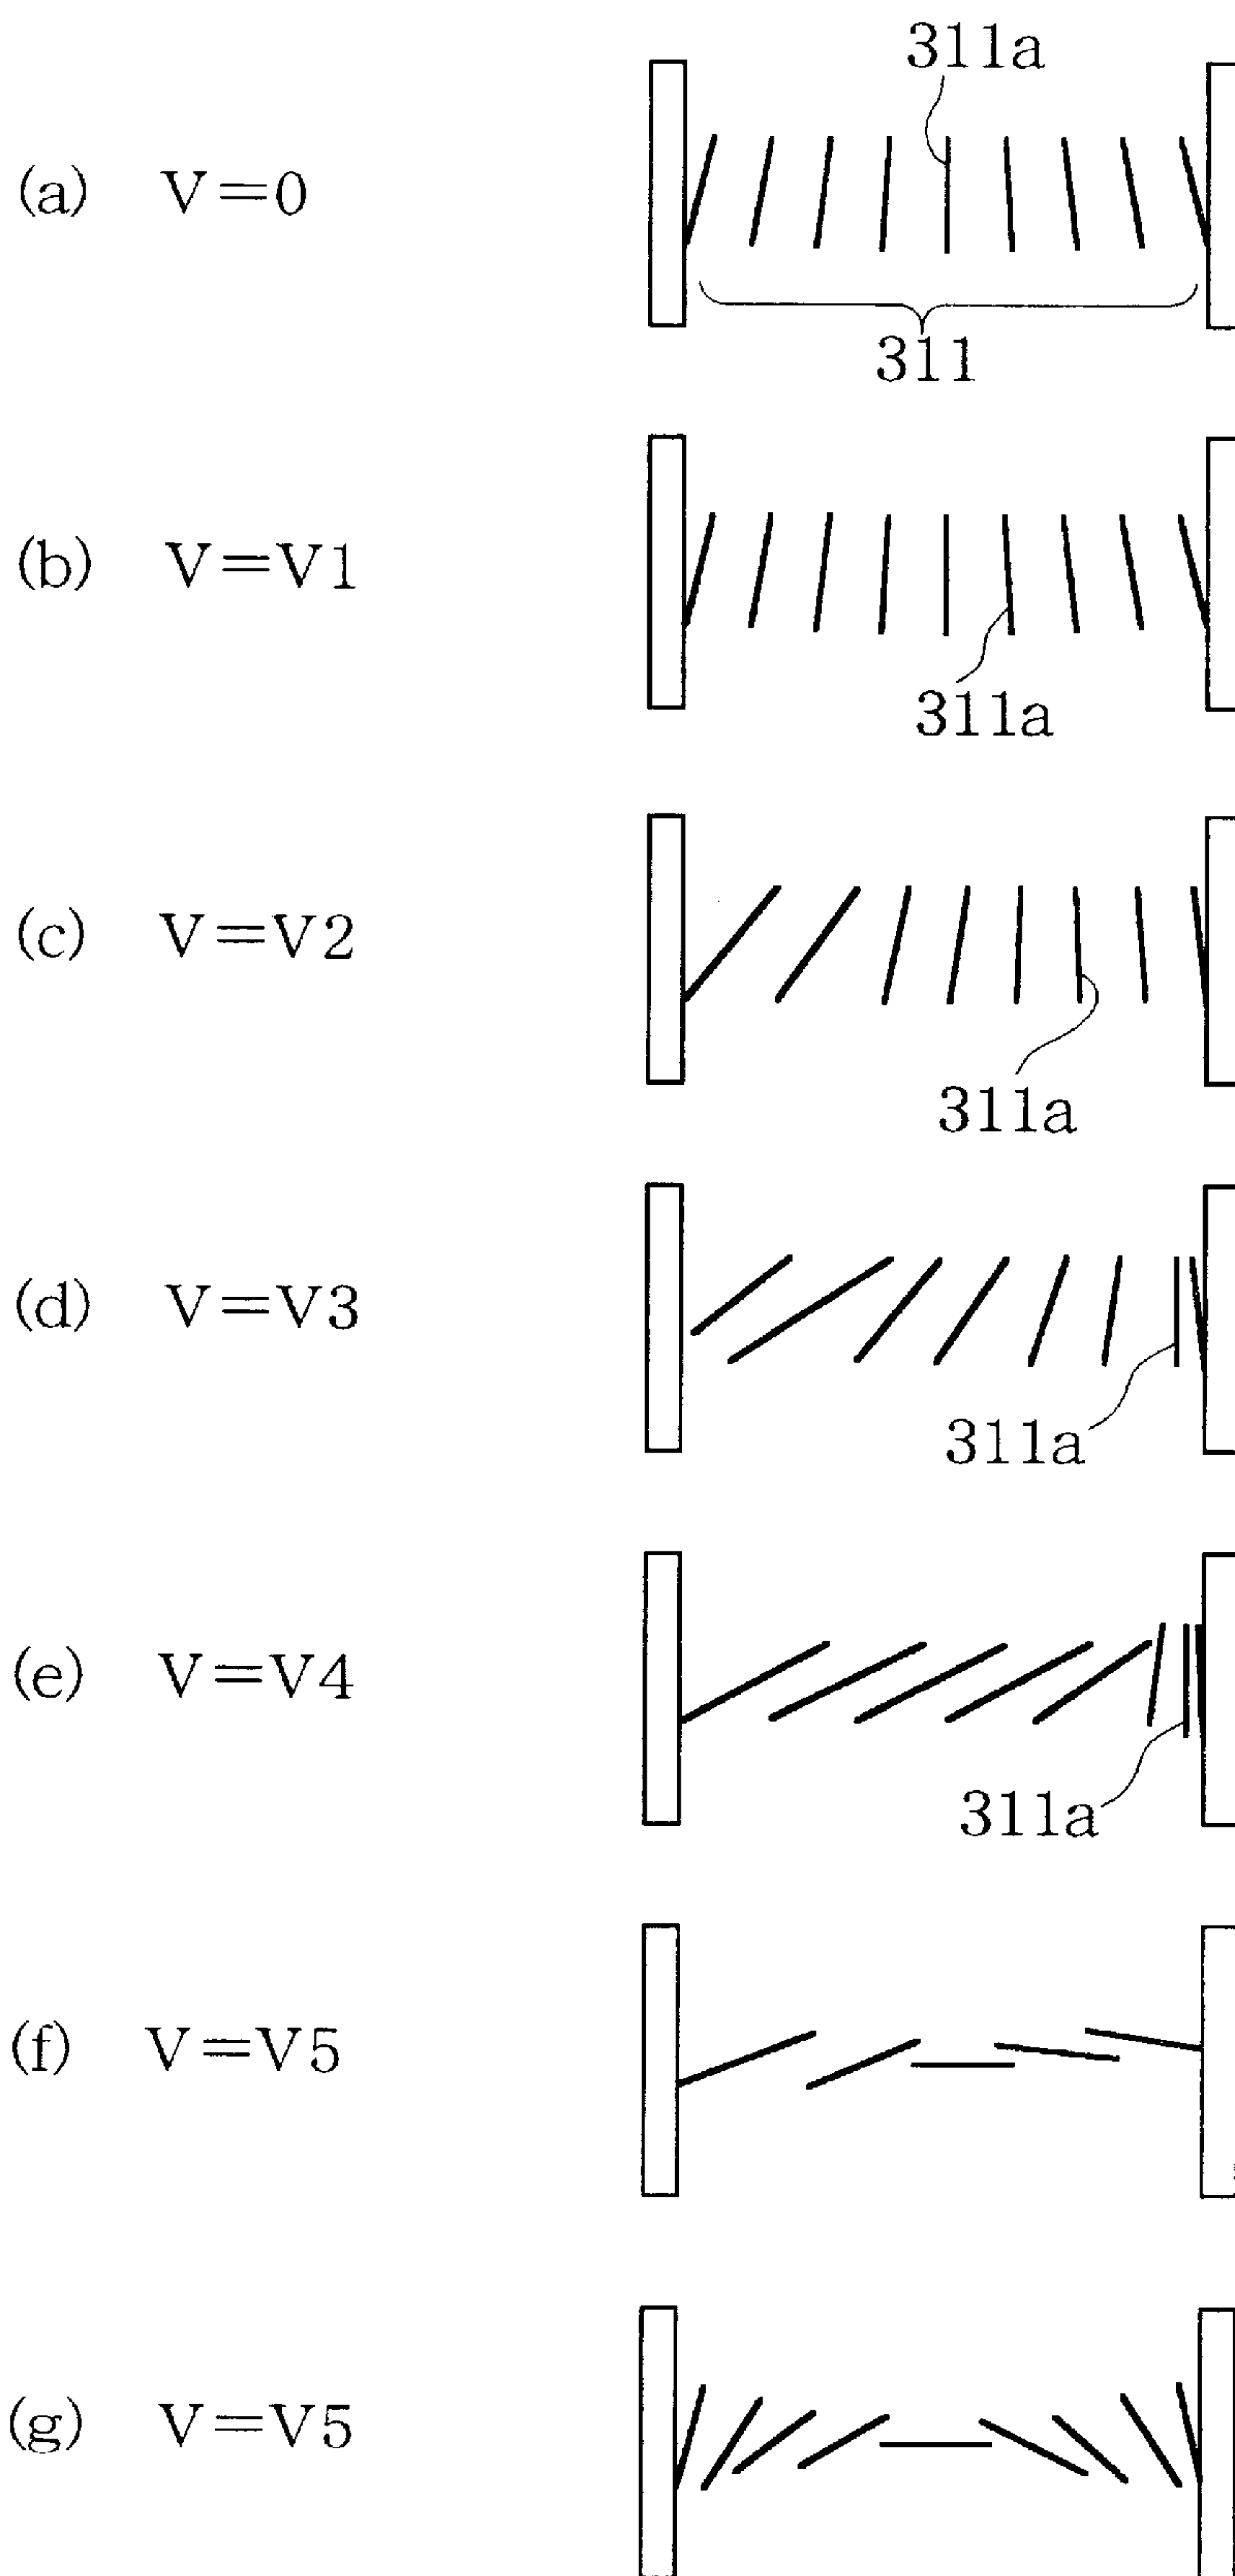 311a
(a) V=0
311
(b) V=V1
311a
(c) V=V2
311a
(d) V=V3
311a
(e) V=V4
311a
(f) V=V5
(g) V=V5